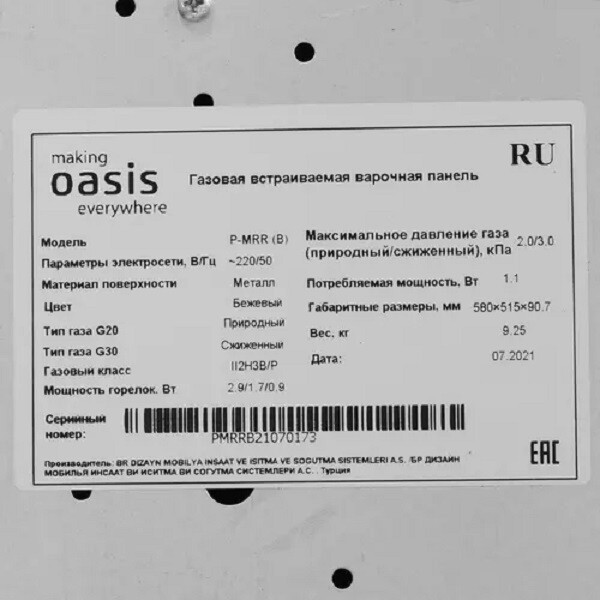 making
oasis
everywhere
Газовая встраиваемая варочная панель
RU
Модель P-MRR (B)
Параметры электросети, В/Гц ~220/50
Материал поверхности Металл
Цвет Бежевый
Тип газа G20 Природный
Тип газа G30 Сжиженный
Газовый класс II2H3B/P
Мощность горелок. Вт 2.9/1.7/0.9
Максимальное давление газа
(природный/сжиженный), кПа 2.0/3.0
Потребляемая мощность, Вт 1.1
Габаритные размеры, мм 580×515×90.7
Вес, кг 9.25
Дата: 07.2021
Серийный
номер:
PMRRB21070173
Производитель: BR DIZAYN MOBILYA INSAAT VE ISITMA VE SOGUTMA SISTEMLERI A.S. /БР ДИЗАЙН
МОБИЛЬЯ ИНСААТ ВИ ИСИТМА ВИ СОГУТМА СИСТЕМЛЕРИ А.С. . Турция
EAC